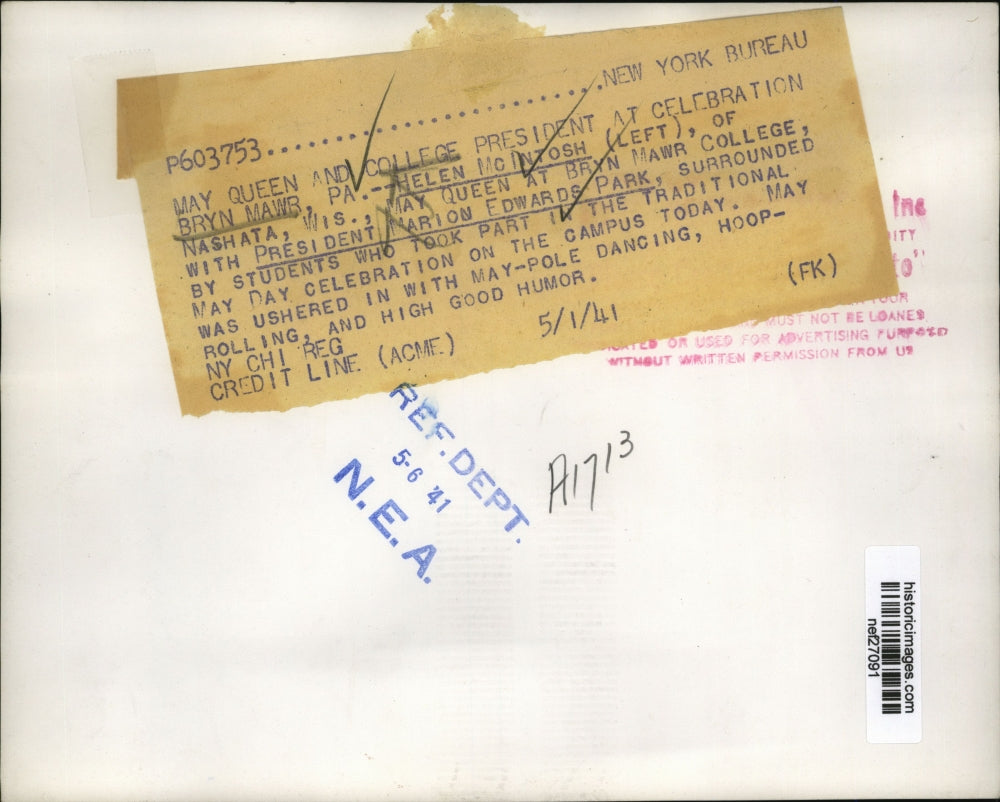 P603753..............................NEW YORK BUREAU
MAY QUEEN AND COLLEGE PRESIDENT AT CELEBRATION
BRYN MAWR, PA.--HELEN MCINTOSH (LEFT), OF
NASHATA, WIS., MAY QUEEN AT BRYN MAWR COLLEGE,
WITH PRESIDENT MARION EDWARDS PARK, SURROUNDED
BY STUDENTS WHO TOOK PART IN THE TRADITIONAL
MAY DAY CELEBRATION ON THE CAMPUS TODAY. MAY
WAS USHERED IN WITH MAY-POLE DANCING, HOOP-
ROLLING, AND HIGH GOOD HUMOR.
NY CHI REG 5/1/41 (FK)
CREDIT LINE (ACME)
Inc
ITY
to"
YOUR
MUST NOT BE LOANED
OR USED FOR ADVERTISING PURPOSES
WITHOUT WRITTEN PERMISSION FROM US
REF. DEPT.
5-6 '41
N.E.A.
A1713
historicimages.com
nef27091